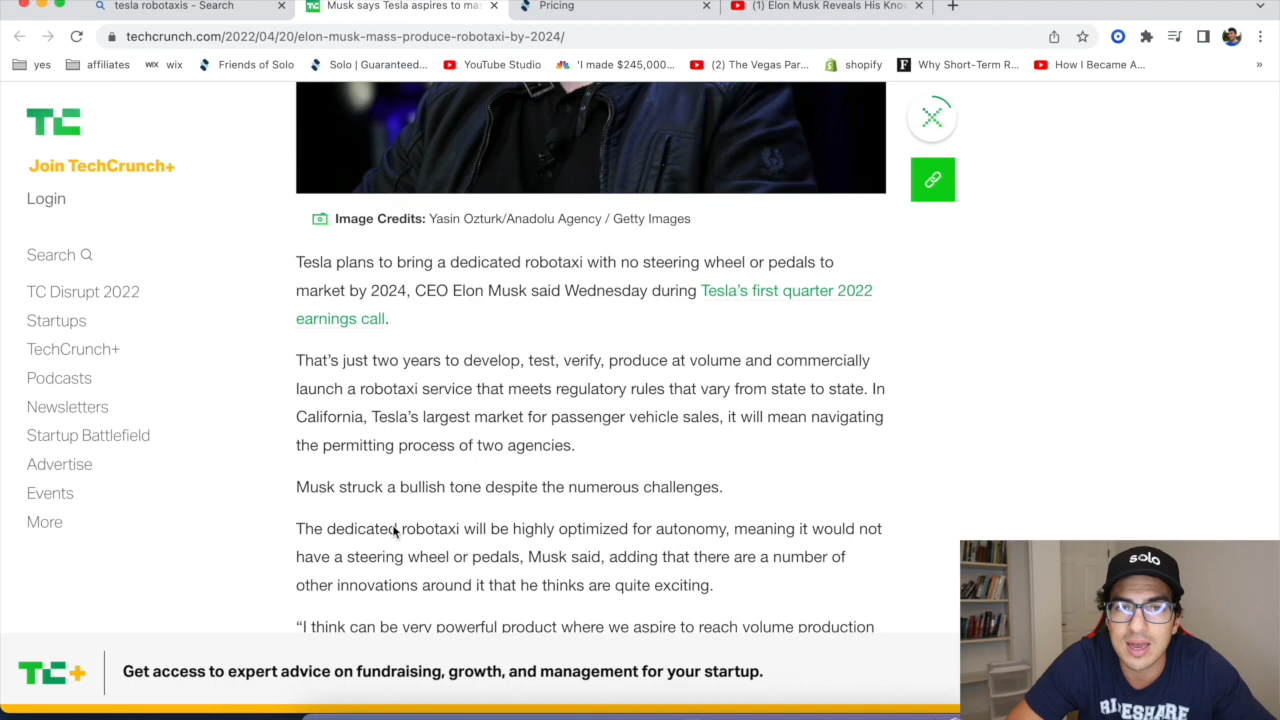 tesla robotaxis - Search
Musk says Tesla aspires to mas
Pricing
(1) Elon Musk Reveals His Kno
techcrunch.com/2022/04/20/elon-musk-mass-produce-robotaxi-by-2024/
yes affiliates WIX wix Friends of Solo Solo | Guaranteed... YouTube Studio 'I made $245,000... (2) The Vegas Par... shopify Why Short-Term R... How I Became A... »
TC
Join TechCrunch+
Login
Search
TC Disrupt 2022
Startups
TechCrunch+
Podcasts
Newsletters
Startup Battlefield
Advertise
Events
More
Image Credits: Yasin Ozturk/Anadolu Agency / Getty Images
Tesla plans to bring a dedicated robotaxi with no steering wheel or pedals to
market by 2024, CEO Elon Musk said Wednesday during Tesla's first quarter 2022
earnings call.
That's just two years to develop, test, verify, produce at volume and commercially
launch a robotaxi service that meets regulatory rules that vary from state to state. In
California, Tesla's largest market for passenger vehicle sales, it will mean navigating
the permitting process of two agencies.
Musk struck a bullish tone despite the numerous challenges.
The dedicated robotaxi will be highly optimized for autonomy, meaning it would not
have a steering wheel or pedals, Musk said, adding that there are a number of
other innovations around it that he thinks are quite exciting.
“I think can be very powerful product where we aspire to reach volume production
TC+
Get access to expert advice on fundraising, growth, and management for your startup.
solo
RIDESHARE